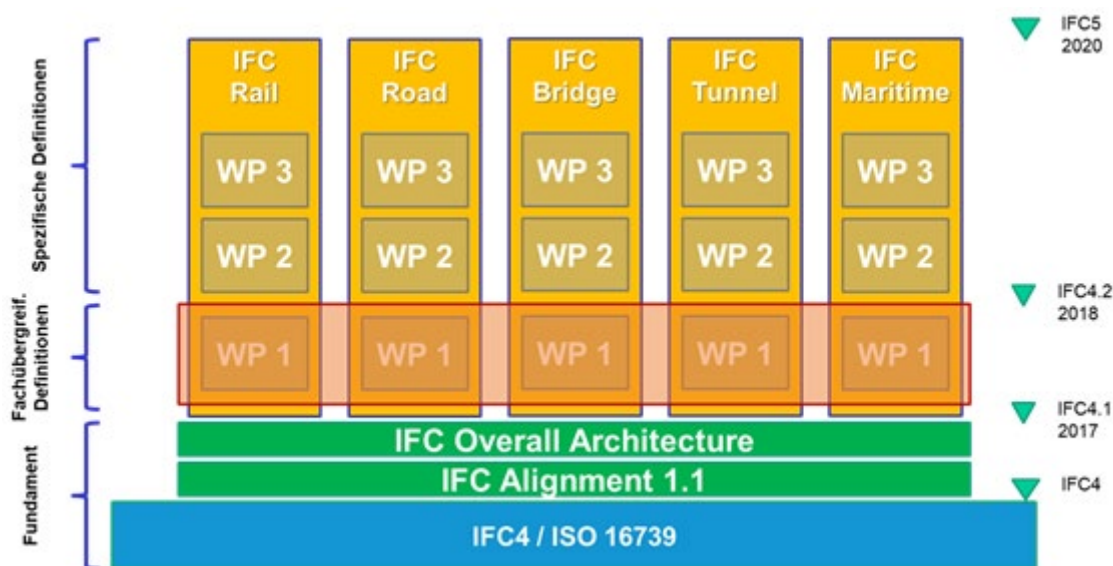 Spezifische Definitionen
Fachübergreif.
Definitionen
Fundament
IFC
Rail
WP 3
WP 2
WP 1
IFC
Road
WP 3
WP 2
WP 1
IFC
Bridge
WP 3
WP 2
WP 1
IFC
Tunnel
WP 3
WP 2
WP 1
IFC
Maritime
WP 3
WP 2
WP 1
IFC Overall Architecture
IFC Alignment 1.1
IFC4 / ISO 16739
IFC5
2020
IFC4.2
2018
IFC4.1
2017
IFC4